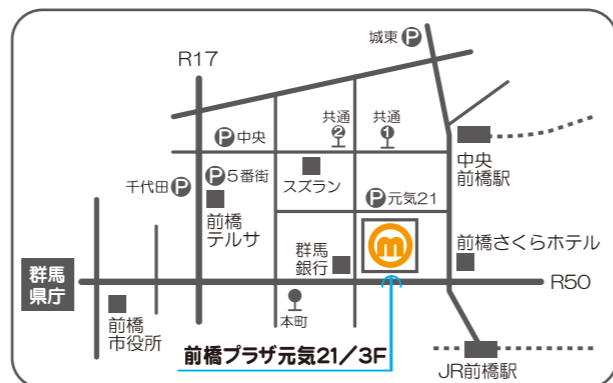 城東 P
R17
共通
2
共通
1
P 中央
中央
前橋駅
千代田 P
P 5番街
スズラン
P 元気21
前橋
テルサ
群馬
銀行
m
前橋さくらホテル
群馬
県庁
R50
前橋
市役所
本町
前橋プラザ元気21／3F
JR前橋駅